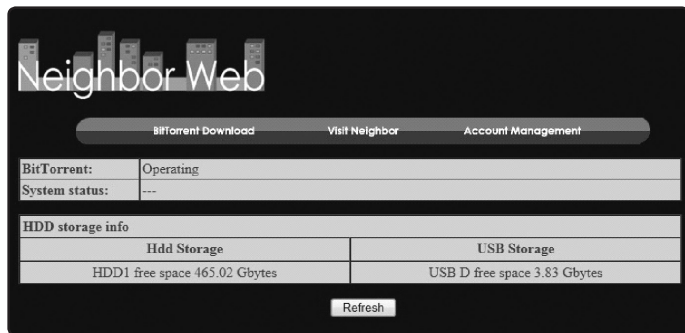 Neighbor Web
BitTorrent Download Visit Neighbor Account Management
BitTorrent: Operating
System status: ---
HDD storage info
Hdd Storage USB Storage
HDD1 free space 465.02 Gbytes USB D free space 3.83 Gbytes
Refresh